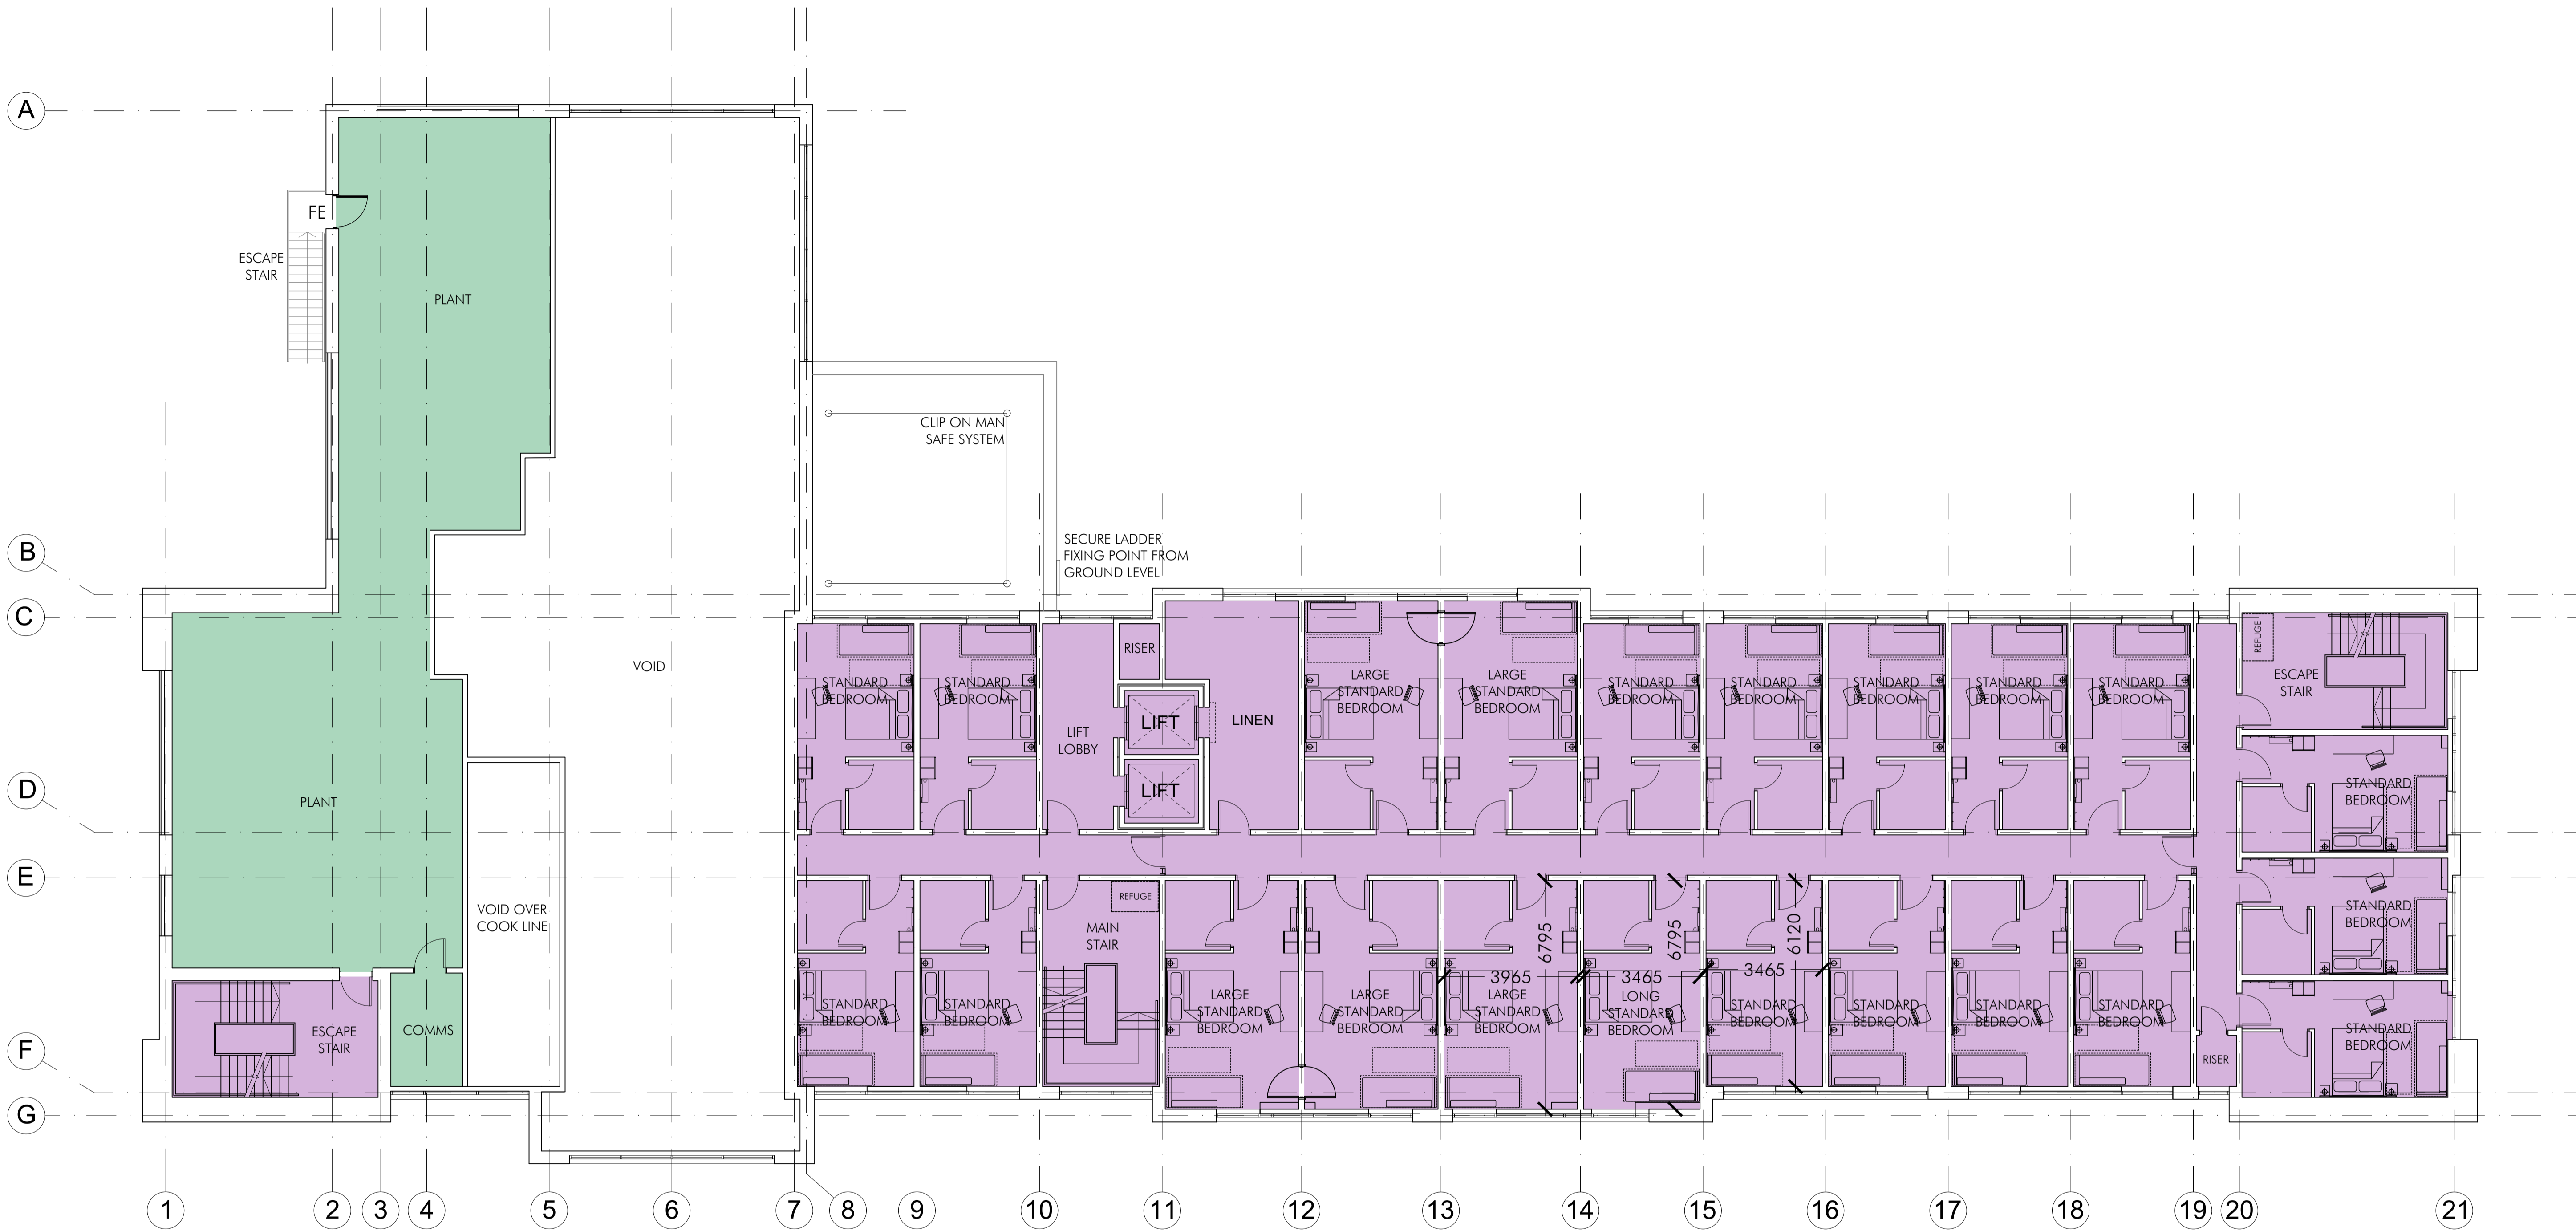 A
FE
ESCAPE
STAIR
PLANT
CLIP ON MAN
SAFE SYSTEM
B
SECURE LADDER
FIXING POINT FROM
GROUND LEVEL
C
VOID
RISER
REFUGE
STANDARD
BEDROOM
STANDARD
BEDROOM
LIFT
LOBBY
LIFT
LINEN
LARGE
STANDARD
BEDROOM
LARGE
STANDARD
BEDROOM
STANDARD
BEDROOM
STANDARD
BEDROOM
STANDARD
BEDROOM
STANDARD
BEDROOM
STANDARD
BEDROOM
ESCAPE
STAIR
D
PLANT
LIFT
STANDARD
BEDROOM
E
VOID OVER
COOK LINE
REFUGE
MAIN
STAIR
6795
6795
6120
STANDARD
BEDROOM
3965
3465
3465
ESCAPE
STAIR
COMMS
STANDARD
BEDROOM
STANDARD
BEDROOM
LARGE
STANDARD
BEDROOM
LARGE
STANDARD
BEDROOM
LARGE
STANDARD
BEDROOM
LONG
STANDARD
BEDROOM
STANDARD
BEDROOM
STANDARD
BEDROOM
STANDARD
BEDROOM
STANDARD
BEDROOM
RISER
STANDARD
BEDROOM
F
G
1
2
3
4
5
6
7
8
9
10
11
12
13
14
15
16
17
18
19
20
21